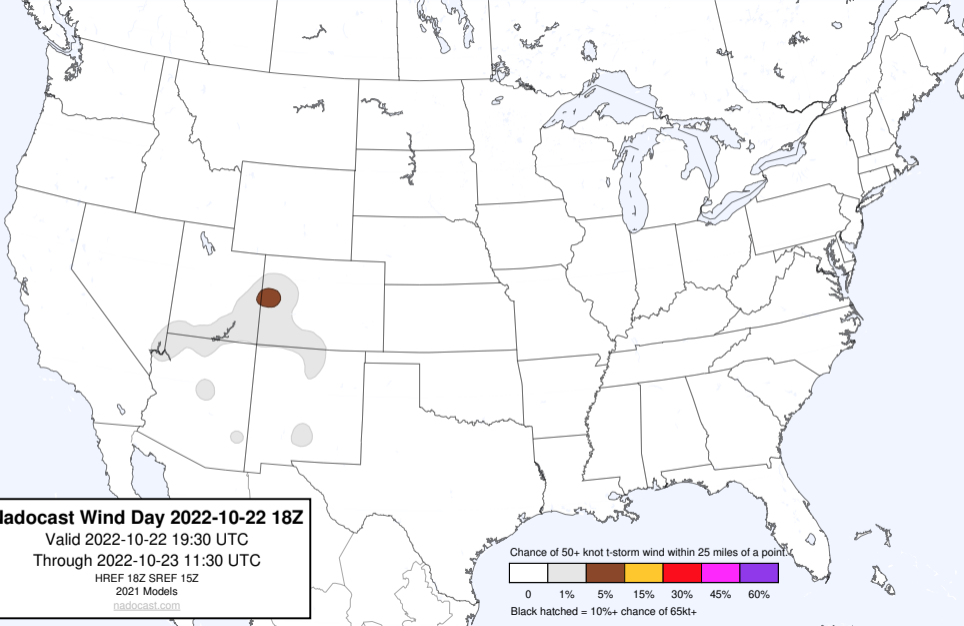 Nadocast Wind Day 2022-10-22 18Z
Valid 2022-10-22 19:30 UTC
Through 2022-10-23 11:30 UTC
HREF 18Z SREF 15Z
2021 Models
nadocast.com
Chance of 50+ knot t-storm wind within 25 miles of a point.
0 1% 5% 15% 30% 45% 60%
Black hatched = 10%+ chance of 65kt+